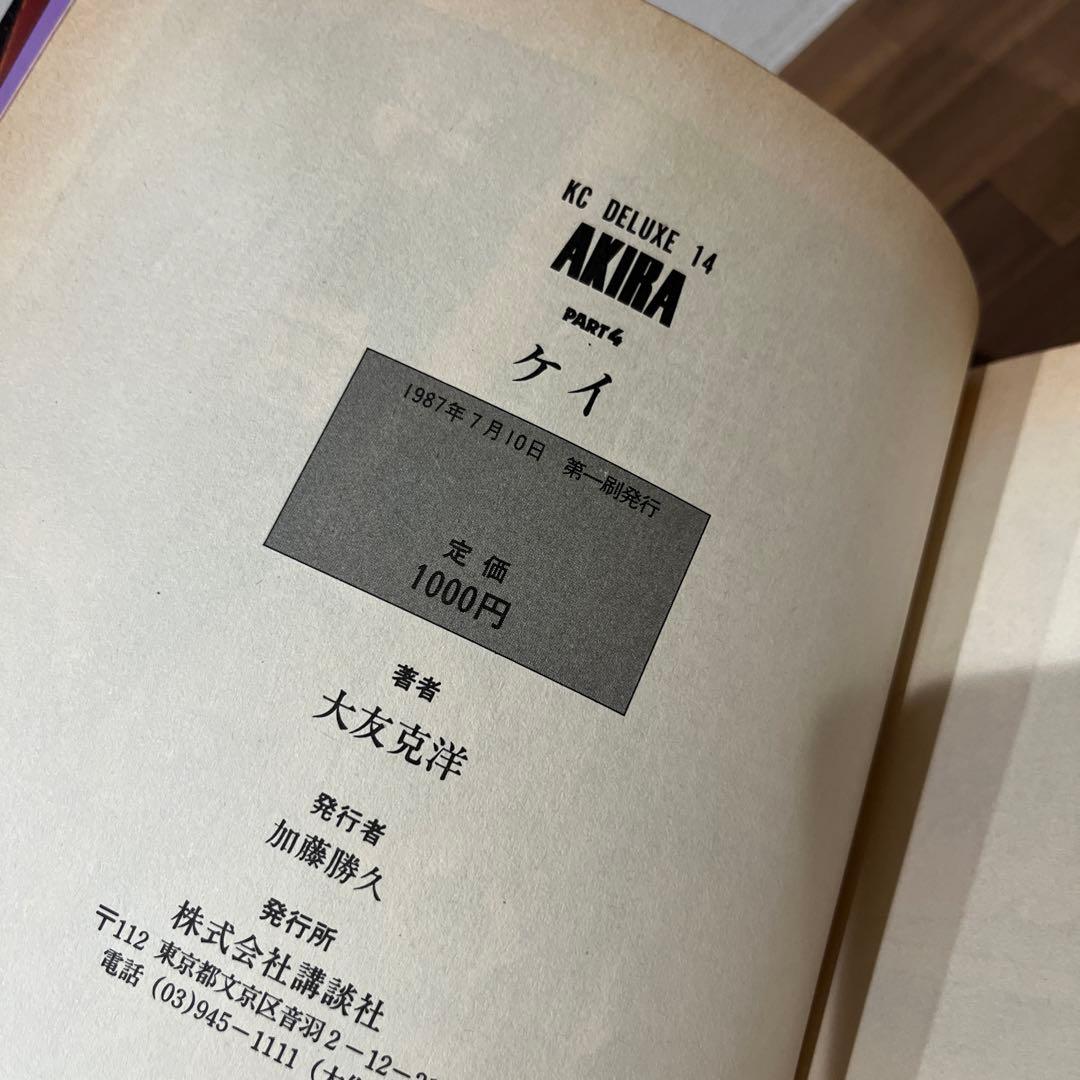 KC DELUXE 14
AKIRA
PART4
ケイ
1987年7月10日 第一刷発行
定価
1000円
著者
大友克洋
発行者
加藤勝久
発行所
株式会社講談社
〒112 東京都文京区音羽2-12-2
電話 (03)945-1111 (大